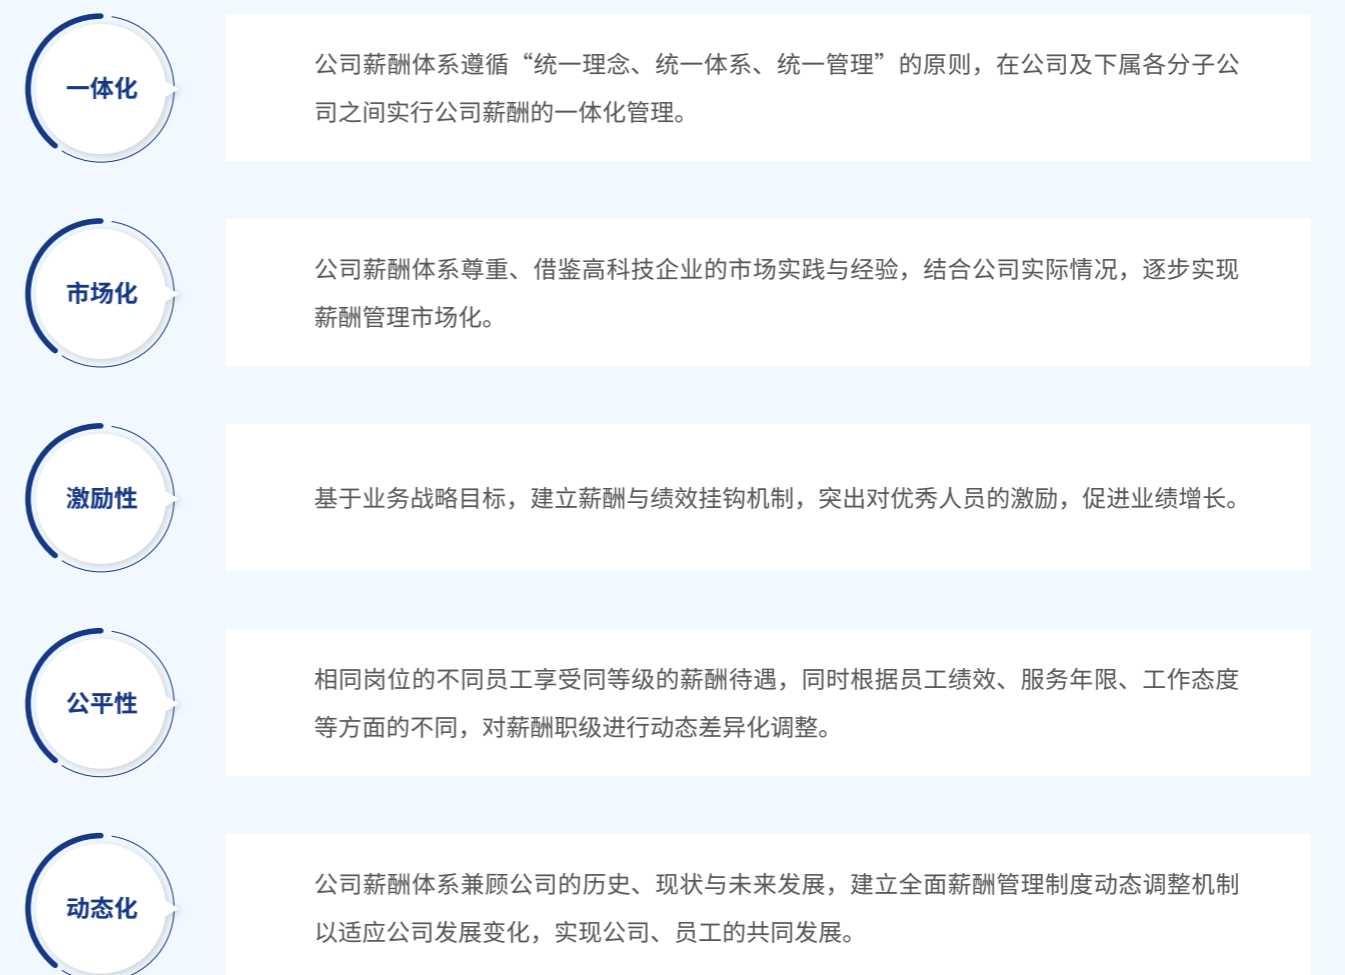 一体化
公司薪酬体系遵循“统一理念、统一体系、统一管理”的原则，在公司及下属各分子公
司之间实行公司薪酬的一体化管理。
市场化
公司薪酬体系尊重、借鉴高科技企业的市场实践与经验，结合公司实际情况，逐步实现
薪酬管理市场化。
激励性
基于业务战略目标，建立薪酬与绩效挂钩机制，突出对优秀人员的激励，促进业绩增长。
公平性
相同岗位的不同员工享受同等级的薪酬待遇，同时根据员工绩效、服务年限、工作态度
等方面的不同，对薪酬职级进行动态差异化调整。
动态化
公司薪酬体系兼顾公司的历史、现状与未来发展，建立全面薪酬管理制度动态调整机制
以适应公司发展变化，实现公司、员工的共同发展。